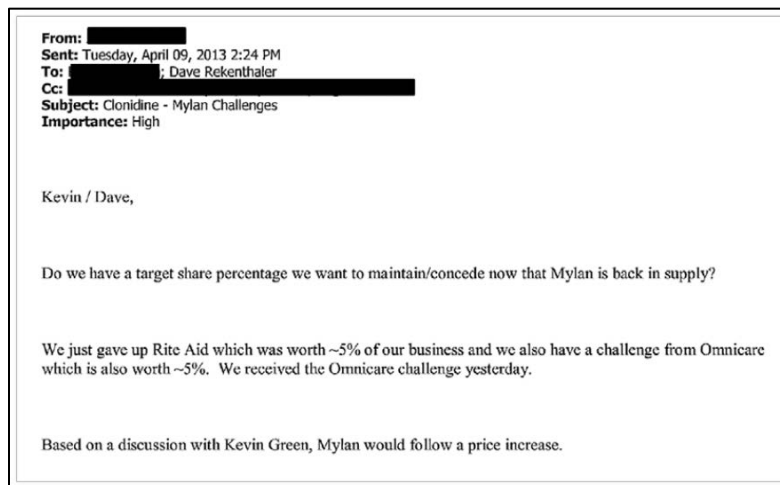 From:
Sent: Tuesday, April 09, 2013 2:24 PM
To: ; Dave Rekenthaler
Cc:
Subject: Clonidine - Mylan Challenges
Importance: High
Kevin / Dave,
Do we have a target share percentage we want to maintain/concede now that Mylan is back in supply?
We just gave up Rite Aid which was worth ~5% of our business and we also have a challenge from Omnicare
which is also worth ~5%. We received the Omnicare challenge yesterday.
Based on a discussion with Kevin Green, Mylan would follow a price increase.